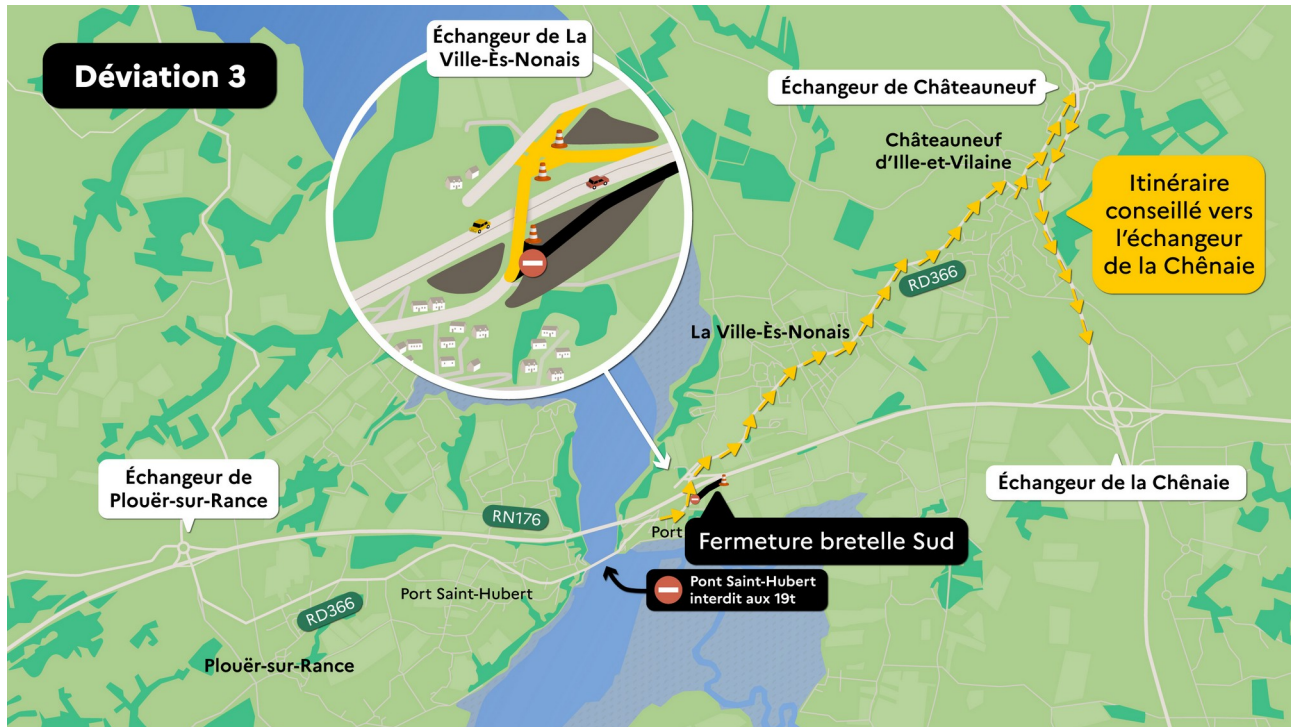 Déviation 3
Échangeur de La
Ville-Ès-Nonais
Échangeur de Châteauneuf
Châteauneuf
d'Ille-et-Vilaine
Itinéraire
conseillé vers
l'échangeur
de la Chênaie
RD366
La Ville-Ès-Nonais
Échangeur de
Plouër-sur-Rance
Échangeur de la Chênaie
RN176
Port
Fermeture bretelle Sud
Pont Saint-Hubert
interdit aux 19t
Port Saint-Hubert
RD366
Plouër-sur-Rance